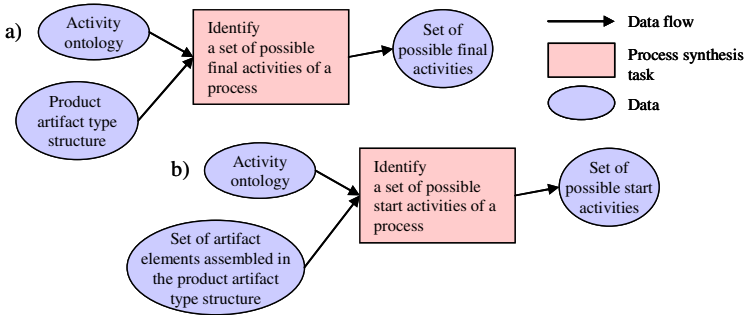 a)
Activity
ontology
Product
artifact type
structure
Identify
a set of possible
final activities of a
process
Set of
possible final
activities
Data flow
Process synthesis
task
Data
b)
Activity
ontology
Set of artifact
elements assembled in
the product artifact
type structure
Identify
a set of possible
start activities of a
process
Set of
possible start
activities